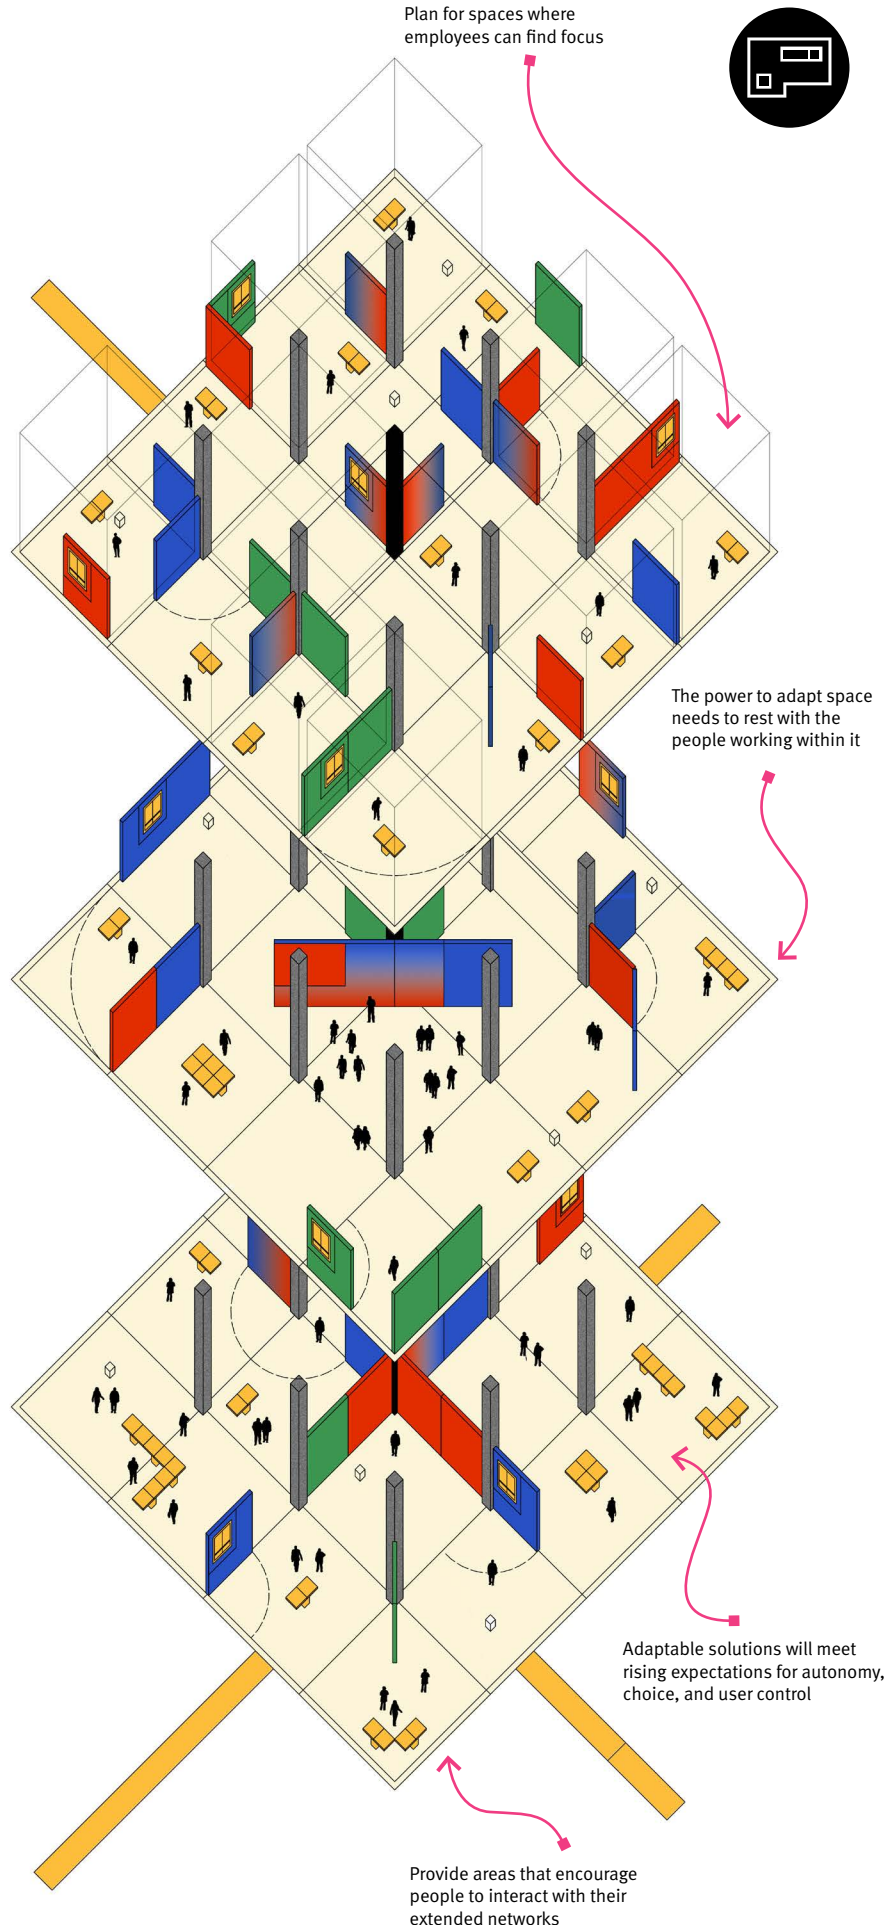 Plan for spaces where
employees can find focus
The power to adapt space
needs to rest with the
people working within it
Adaptable solutions will meet
rising expectations for autonomy,
choice, and user control
Provide areas that encourage
people to interact with their
extended networks